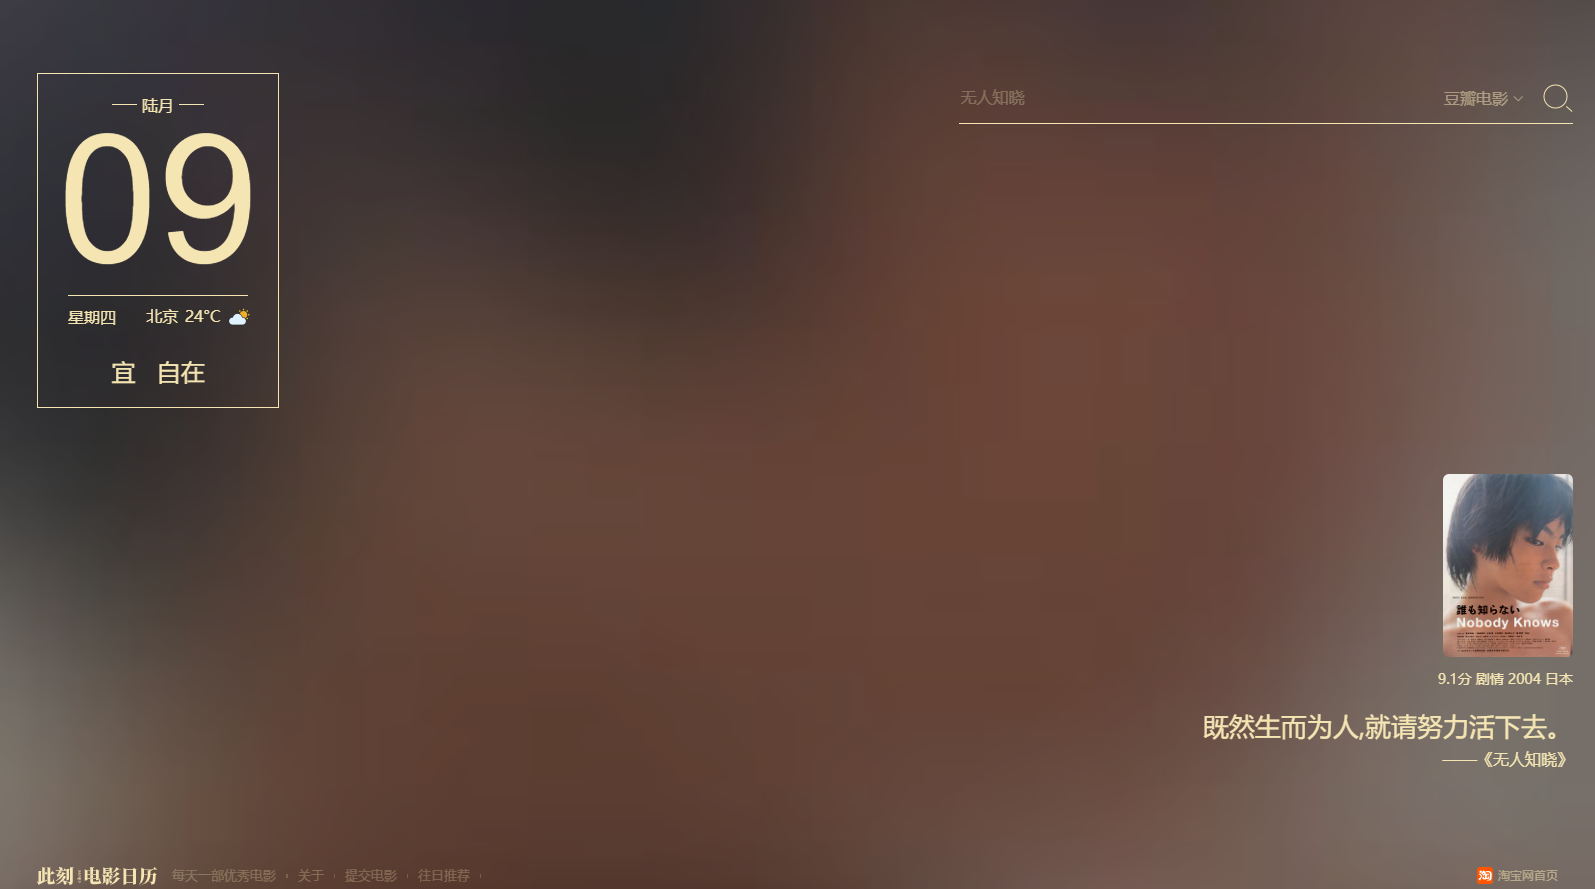 陆月
09
星期四 北京 24°C
宜 自在
无人知晓 豆瓣电影
誰も知らない
Nobody Knows
9.1分 剧情 2004 日本
既然生而为人,就请努力活下去。
——《无人知晓》
此刻 电影日历 每天一部优秀电影 关于 提交电影 往日推荐
淘 淘宝网首页